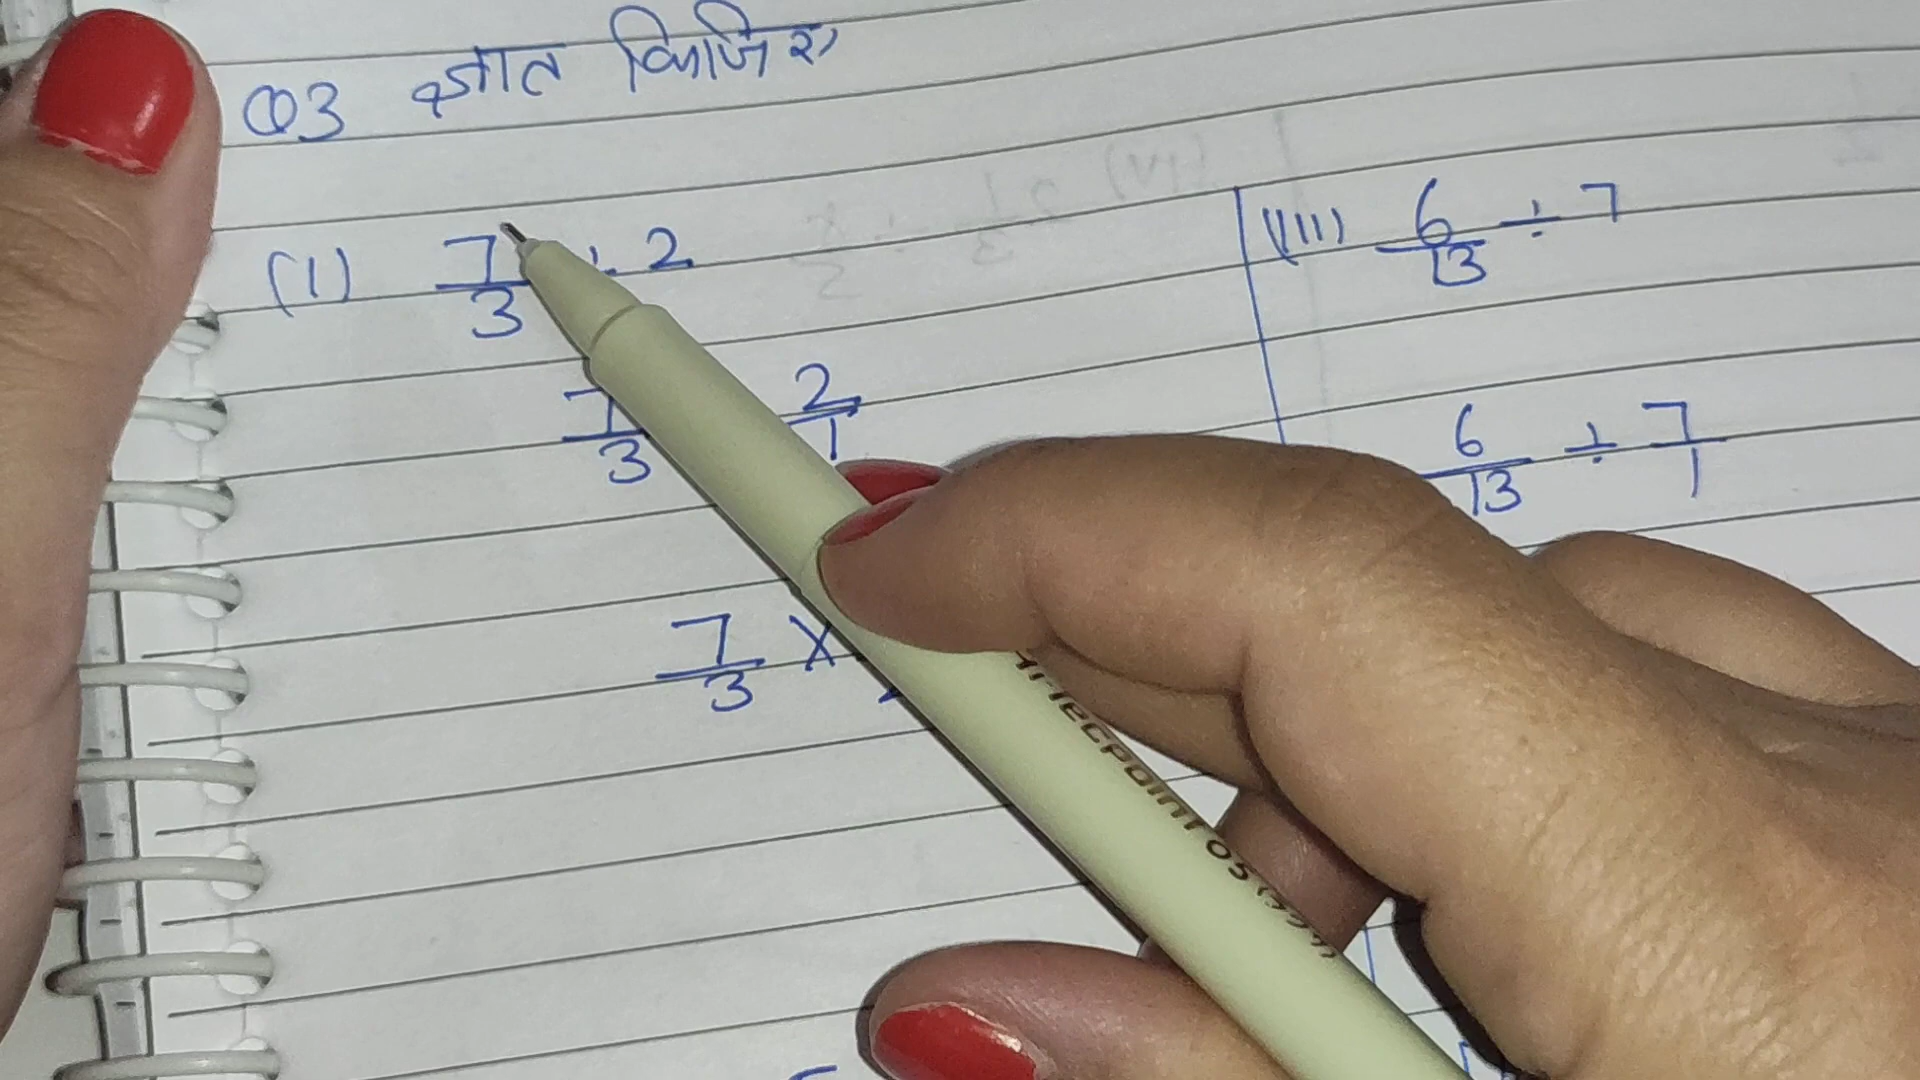 Q3 ज्ञात किजिए
(I) 7/3 ÷ 2
7/3 2/1
7/3 ×
(III) 6/13 ÷ 7
6/13 ÷ 7/1